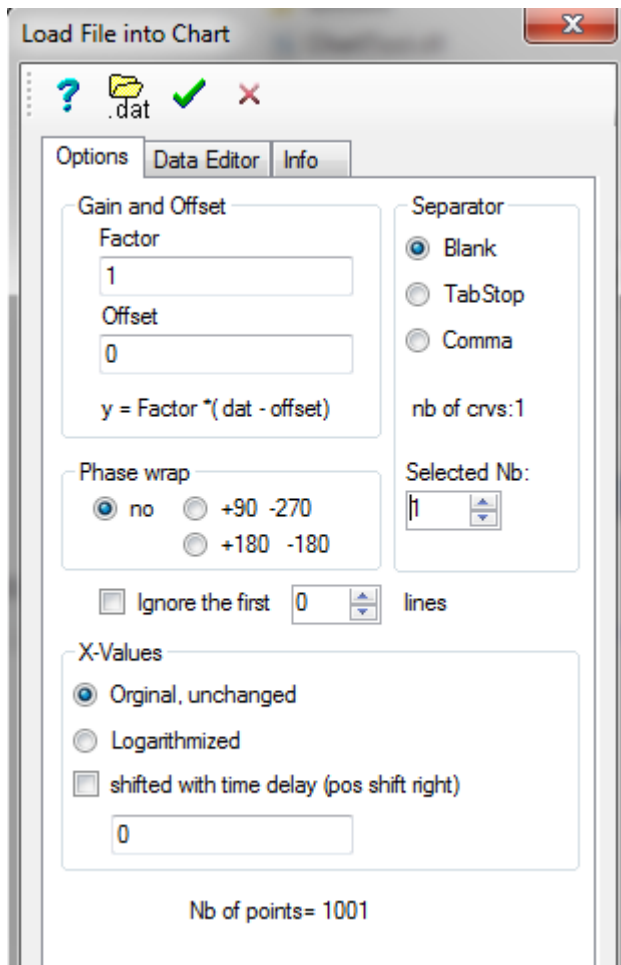 Load File into Chart
?
.dat
Options Data Editor Info
Gain and Offset
Factor
1
Offset
0
y = Factor *( dat - offset)
Separator
Blank
TabStop
Comma
nb of crvs:1
Selected Nb:
1
Phase wrap
no +90 -270
+180 -180
Ignore the first 0 lines
X-Values
Orginal, unchanged
Logarithmized
shifted with time delay (pos shift right)
0
Nb of points= 1001